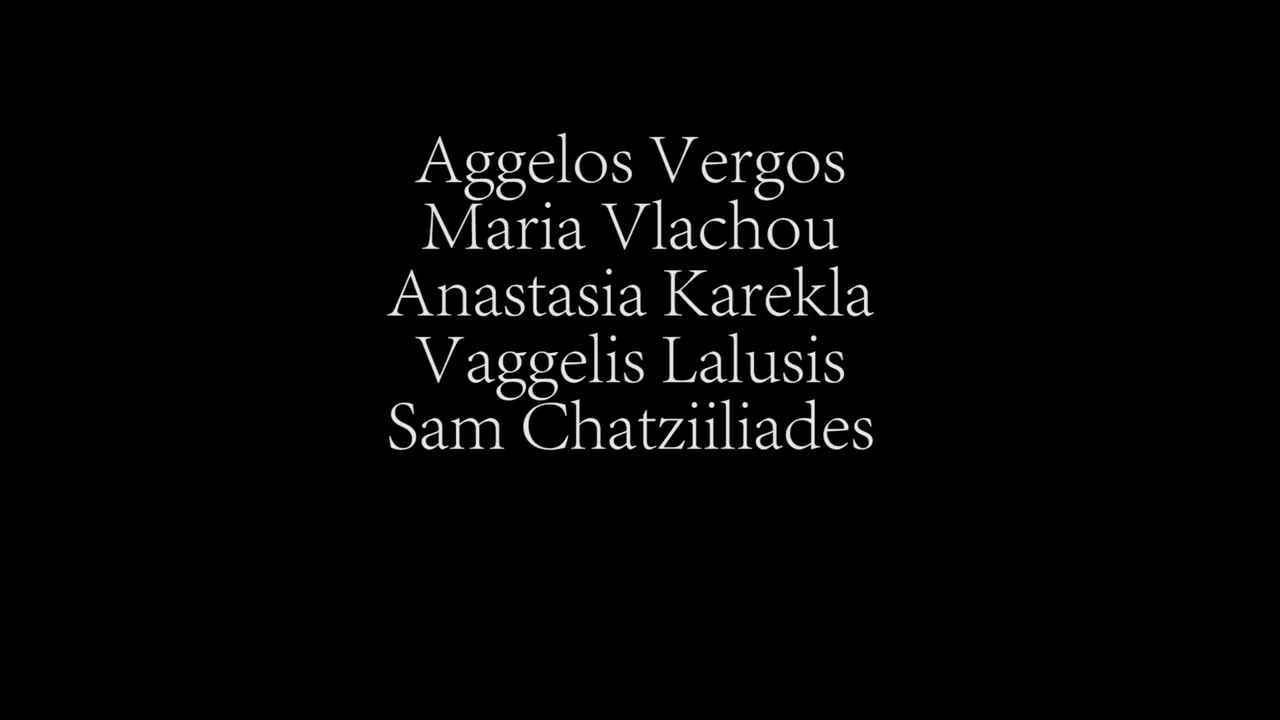 Aggelos Vergos
Maria Vlachou
Anastasia Karekla
Vaggelis Lalusis
Sam Chatziiliades